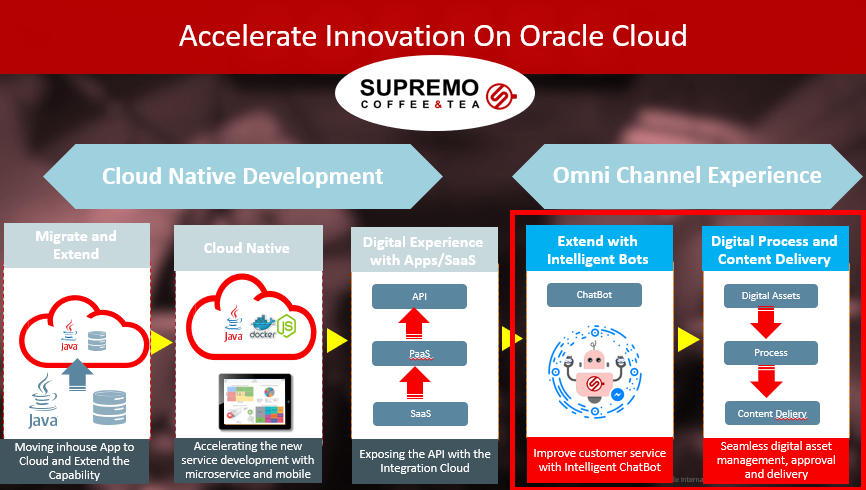 Accelerate Innovation On Oracle Cloud
SUPREMO
COFFEE&TEA
Cloud Native Development
Omni Channel Experience
Migrate and
Extend
Java
Java
Moving inhouse App to
Cloud and Extend the
Capability
Cloud Native
Java
docker
JS
Accelerating the new
service development with
microservice and mobile
Digital Experience
with Apps/SaaS
API
PaaS
SaaS
Exposing the API with the
Integration Cloud
Extend with
Intelligent Bots
ChatBot
Improve customer service
with Intelligent ChatBot
Digital Process and
Content Delivery
Digital Assets
Process
Content Deliery
Seamless digital asset
management, approval
and delivery